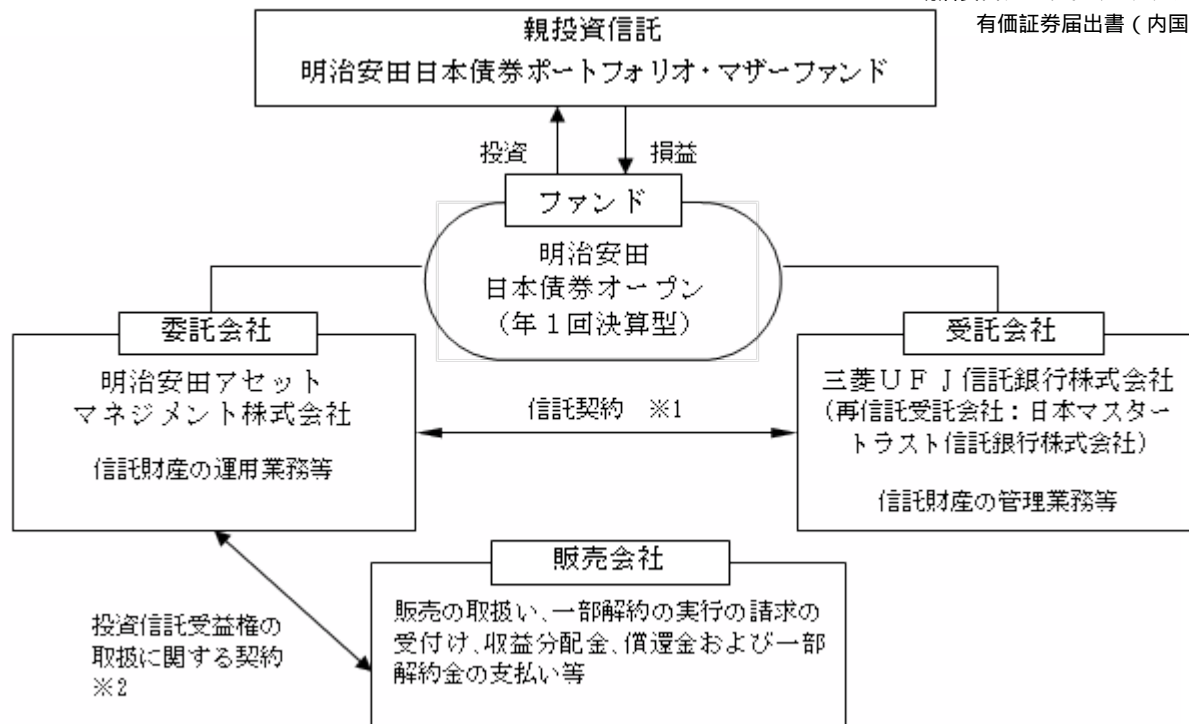 有価証券届出書(内国
親投資信託
明治安田日本債券ポートフォリオ・マザーファンド
投資
損益
ファンド
明治安田
日本債券オープン
(年1回決算型)
委託会社
明治安田アセット
マネジメント株式会社
信託財産の運用業務等
信託契約 ※1
受託会社
三菱UFJ信託銀行株式会社
(再信託受託会社:日本マスター
トラスト信託銀行株式会社)
信託財産の管理業務等
投資信託受益権の
取扱に関する契約
※2
販売会社
販売の取扱い、一部解約の実行の請求の
受付け、収益分配金、償還金および一部
解約金の支払い等